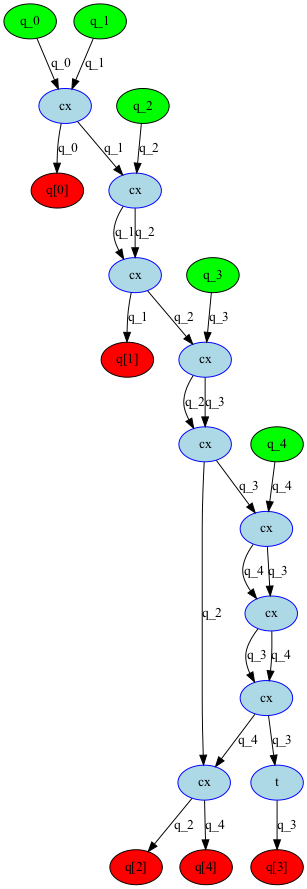 q_0 q_1
q_0 q_1
cx
q_2
q_0 q_1 q_2
q[0] cx
q_1 q_2
cx q_3
q_1 q_2 q_3
q[1] cx
q_2 q_3
cx q_4
q_3 q_4
q_2
cx
q_4 q_3
cx
q_3 q_4
cx
q_4 q_3
cx t
q_2 q_4 q_3
q[2] q[4] q[3]